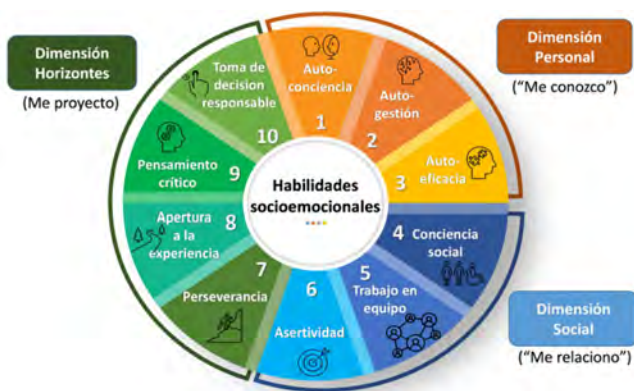 Dimensión
Horizontes
(Me proyecto)
Dimensión
Personal
("Me conozco")
Dimensión
Social
("Me relaciono")
Habilidades
socioemocionales
Auto-
conciencia
1
Auto-
gestión
2
3
Auto-
eficacia
4
Conciencia
social
5
Trabajo en
equipo
6
Asertividad
7
Perseverancia
8
Apertura
a la
experiencia
9
Pensamiento
crítico
Toma de
decision
responsable
10